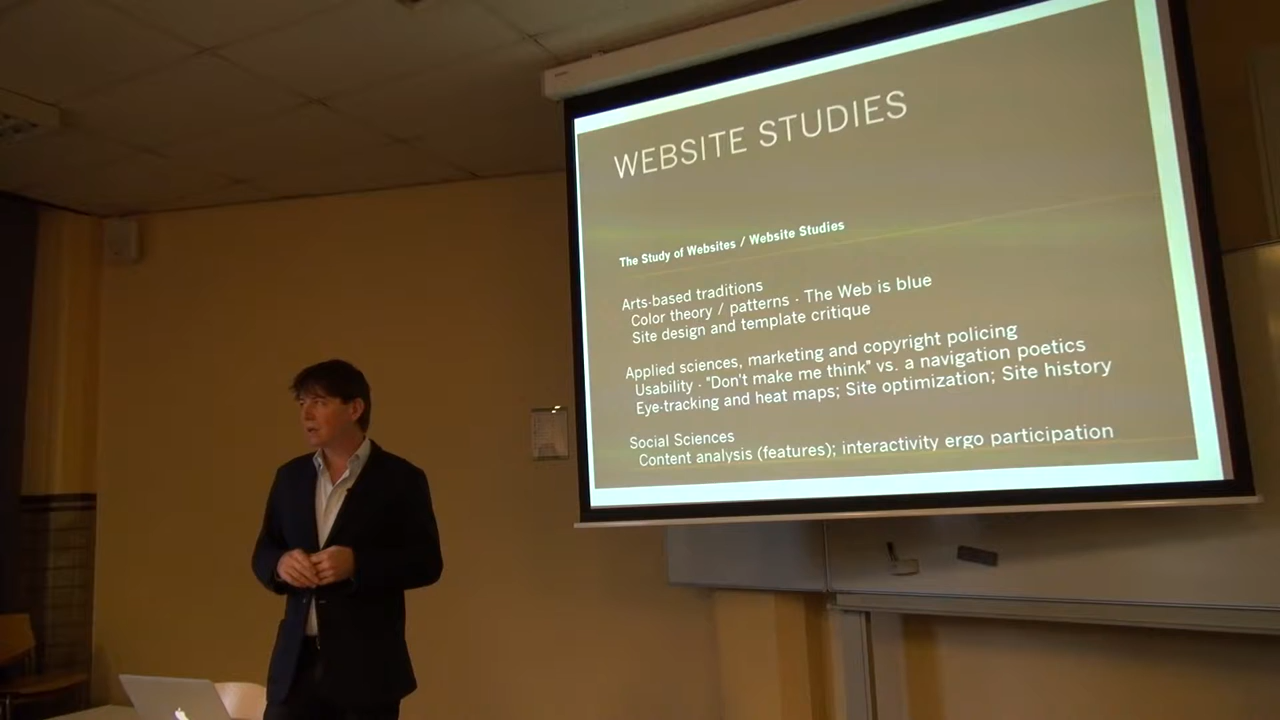 WEBSITE STUDIES
The Study of Websites / Website Studies
Arts-based traditions
Color theory / patterns - The Web is blue
Site design and template critique
Applied sciences, marketing and copyright policing
Usability - "Don't make me think" vs. a navigation poetics
Eye-tracking and heat maps; Site optimization; Site history
Social Sciences
Content analysis (features); interactivity ergo participation